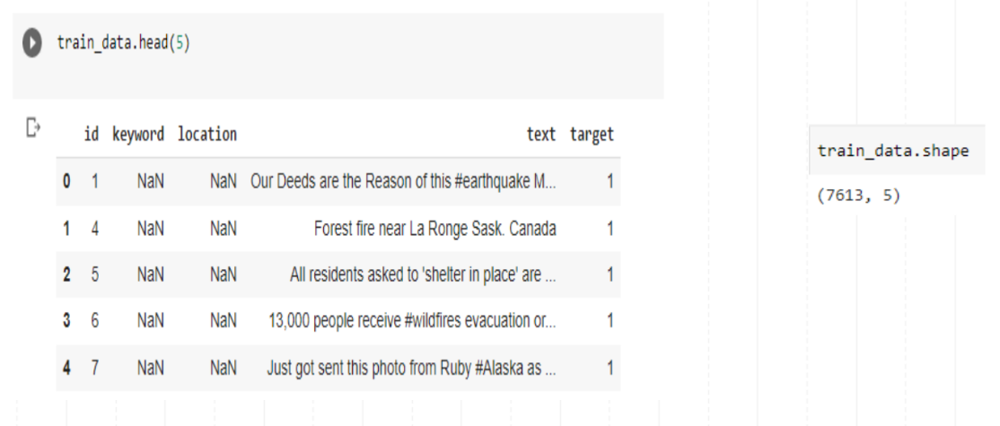 train_data.head(5)
id keyword location text target
0 1 NaN NaN Our Deeds are the Reason of this #earthquake M... 1
1 4 NaN NaN Forest fire near La Ronge Sask. Canada 1
2 5 NaN NaN All residents asked to 'shelter in place' are ... 1
3 6 NaN NaN 13,000 people receive #wildfires evacuation or... 1
4 7 NaN NaN Just got sent this photo from Ruby #Alaska as ... 1
train_data.shape
(7613, 5)